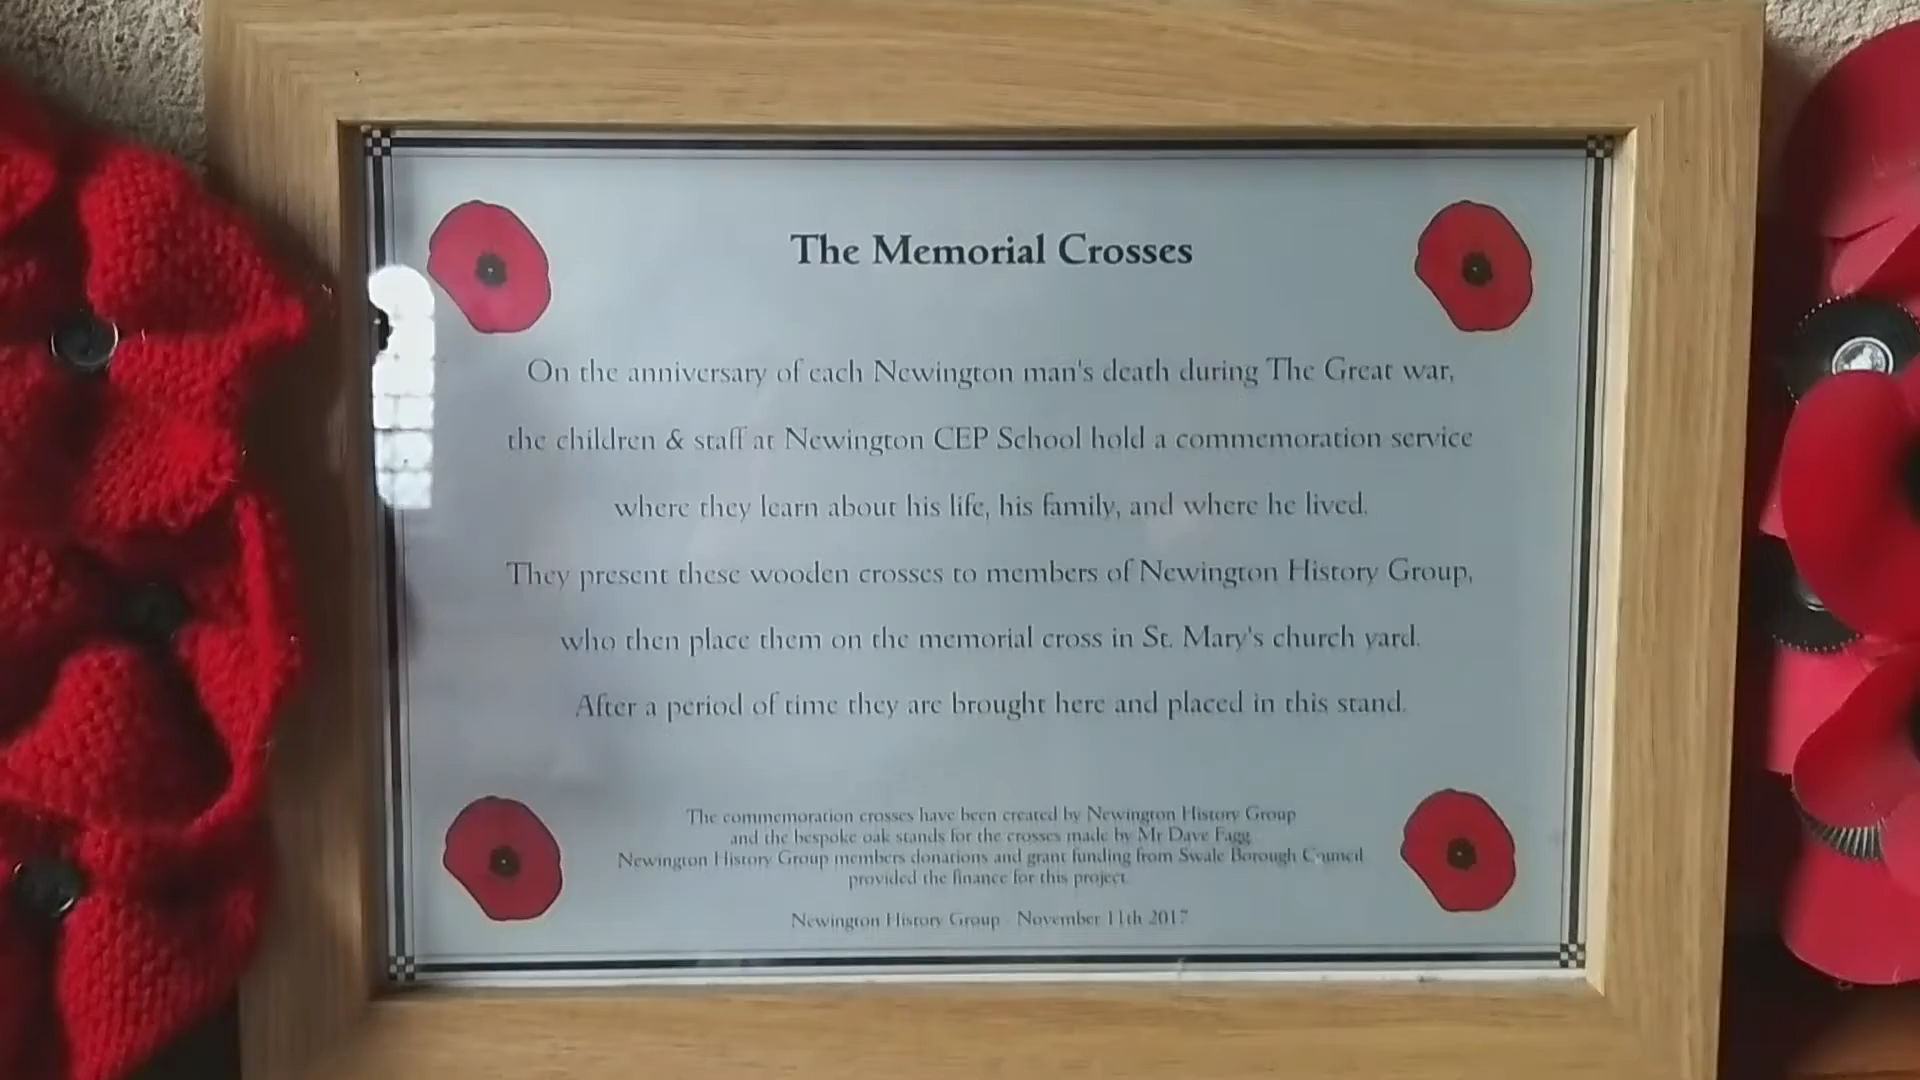 The Memorial Crosses
On the anniversary of each Newington man's death during The Great war,
the children & staff at Newington CEP School hold a commemoration service
where they learn about his life, his family, and where he lived.
They present these wooden crosses to members of Newington History Group,
who then place them on the memorial cross in St. Mary's church yard.
After a period of time they are brought here and placed in this stand.
The commemoration crosses have been created by Newington History Group
and the bespoke oak stands for the crosses made by Mr Dave Fagg
Newington History Group members donations and grant funding from Swale Borough Council
provided the finance for this project
Newington History Group November 11th 2017